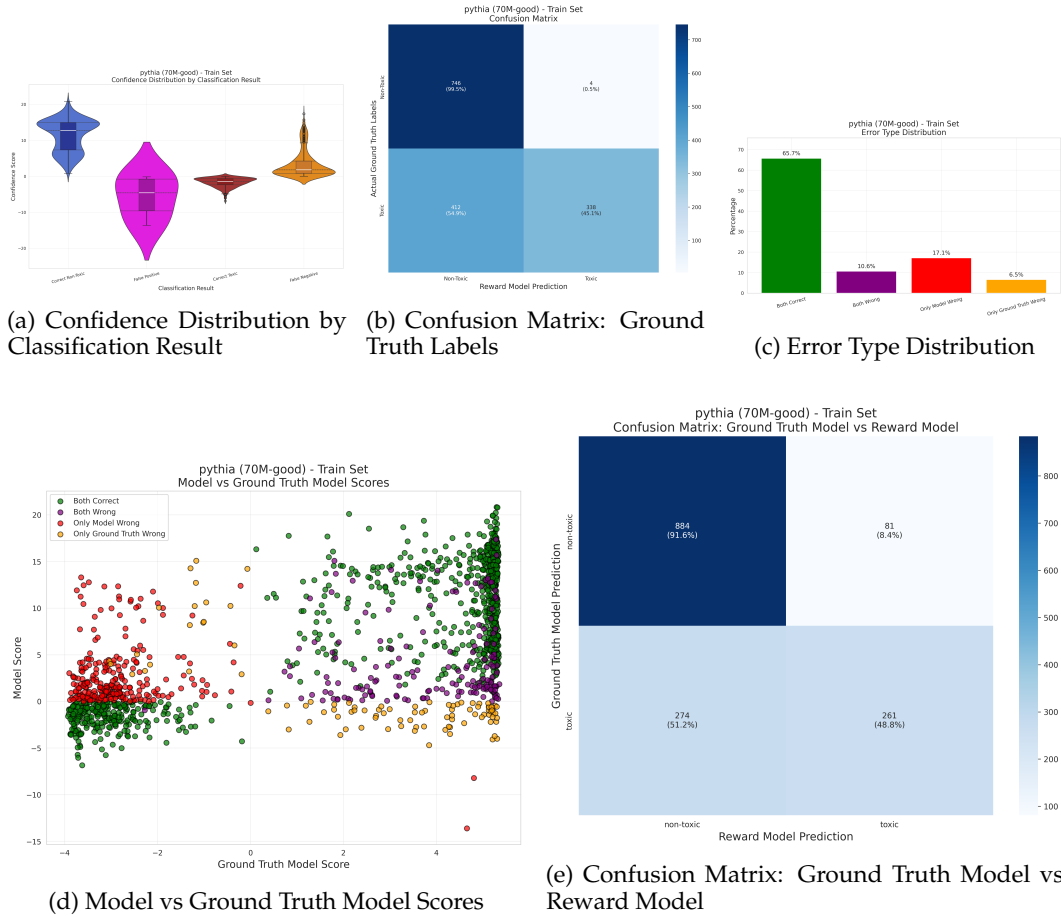 pythia (70M-good) - Train Set
Confidence Distribution by Classification Result
20
10
0
−10
−20
Confidence Score
Correct Non-Toxic
False Positive
Correct Toxic
False Negative
Classification Result
(a) Confidence Distribution by
Classification Result
pythia (70M-good) - Train Set
Confusion Matrix
746
(99.5%)
4
(0.5%)
412
(54.9%)
338
(45.1%)
Non-Toxic
Toxic
Actual Ground Truth Labels
Non-Toxic
Toxic
Reward Model Prediction
700
600
500
400
300
200
100
(b) Confusion Matrix: Ground
Truth Labels
pythia (70M-good) - Train Set
Error Type Distribution
70
60
50
40
30
20
10
0
Percentage
65.7%
10.6%
17.1%
6.5%
Both Correct
Both Wrong
Only Model Wrong
Only Ground Truth Wrong
(c) Error Type Distribution
pythia (70M-good) - Train Set
Model vs Ground Truth Model Scores
Both Correct
Both Wrong
Only Model Wrong
Only Ground Truth Wrong
20
15
10
5
0
−5
−10
−15
Model Score
−4
−2
0
2
4
Ground Truth Model Score
(d) Model vs Ground Truth Model Scores
pythia (70M-good) - Train Set
Confusion Matrix: Ground Truth Model vs Reward Model
884
(91.6%)
81
(8.4%)
274
(51.2%)
261
(48.8%)
non-toxic
toxic
Ground Truth Model Prediction
non-toxic
toxic
Reward Model Prediction
800
700
600
500
400
300
200
100
(e) Confusion Matrix: Ground Truth Model vs
Reward Model